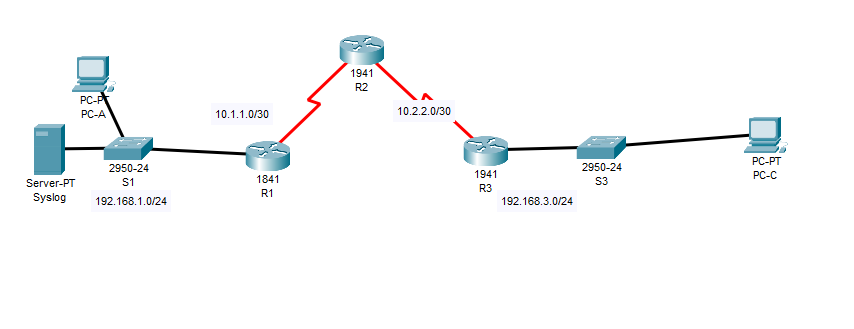 1941
R2
PC-PT
PC-A
10.1.1.0/30
10.2.2.0/30
Server-PT
Syslog
2950-24
S1
192.168.1.0/24
1841
R1
1941
R3
192.168.3.0/24
2950-24
S3
PC-PT
PC-C